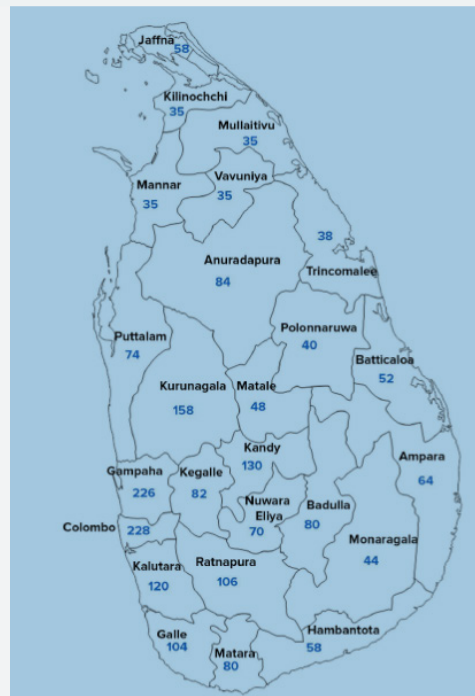 Jaffna
58
Kilinochchi
35
Mullaitivu
35
Vavuniya
35
Mannar
35
38
Trincomalee
Anuradapura
84
Polonnaruwa
40
Puttalam
74
Batticaloa
52
Kurunagala
158
Matale
48
Kandy
130
Ampara
64
Gampaha
226
Kegalle
82
Nuwara
Eliya
70
Badulla
80
Colombo
228
Monaragala
44
Kalutara
120
Ratnapura
106
Hambantota
58
Galle
104
Matara
80